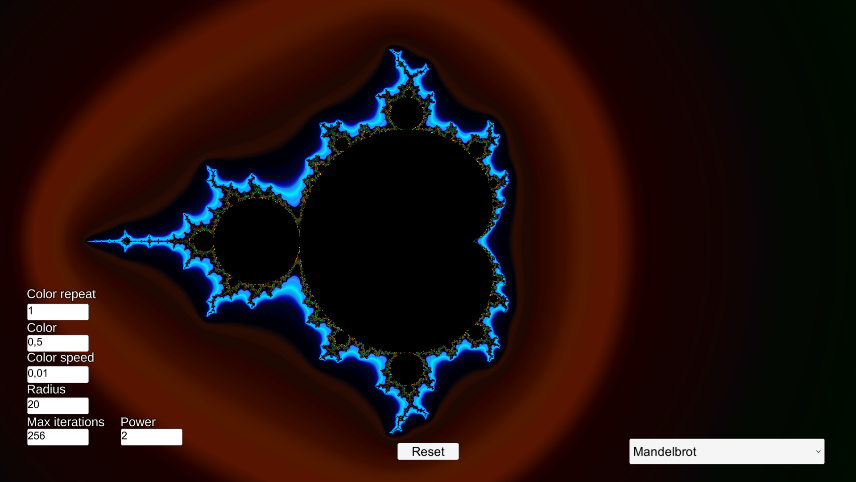 Color repeat
1
Color
0,5
Color speed
0,01
Radius
20
Max iterations Power
256 2
Reset
Mandelbrot